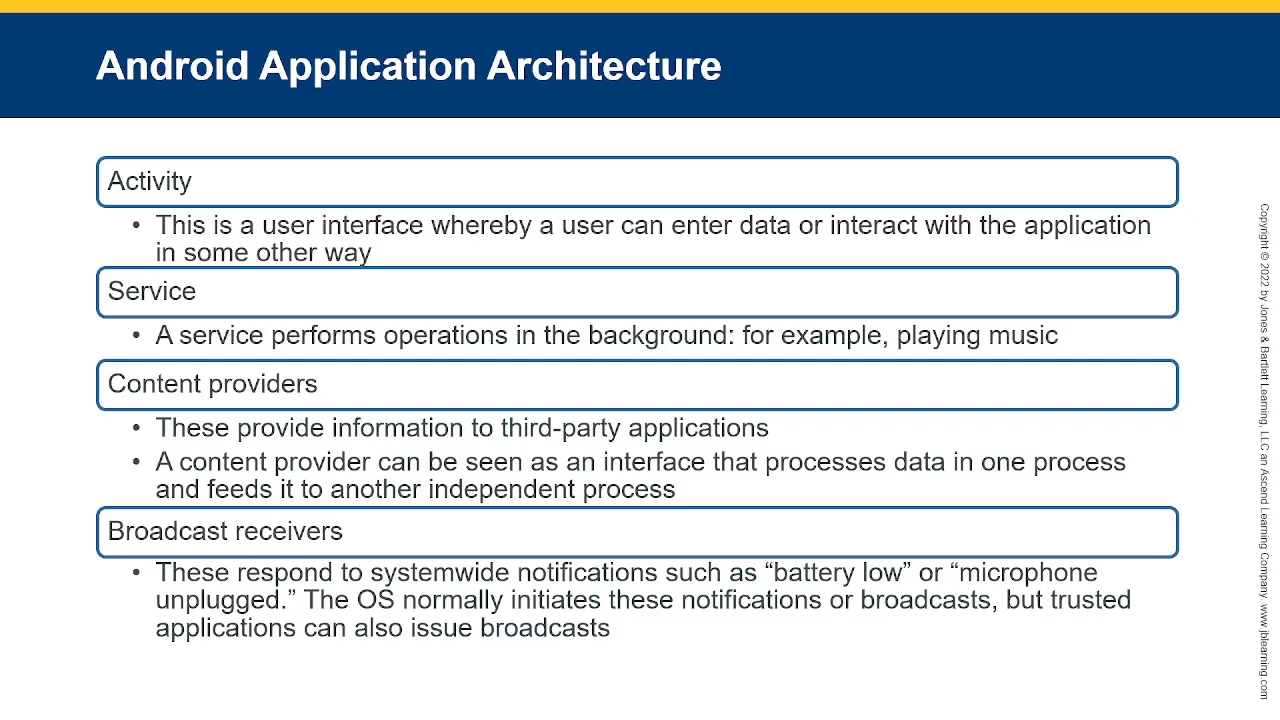 Android Application Architecture
Activity
• This is a user interface whereby a user can enter data or interact with the application
in some other way
Service
• A service performs operations in the background: for example, playing music
Content providers
• These provide information to third-party applications
• A content provider can be seen as an interface that processes data in one process
and feeds it to another independent process
Broadcast receivers
• These respond to systemwide notifications such as “battery low” or “microphone
unplugged.” The OS normally initiates these notifications or broadcasts, but trusted
applications can also issue broadcasts
Copyright © 2022 by Jones & Bartlett Learning, LLC an Ascend Learning Company. www.jblearning.com